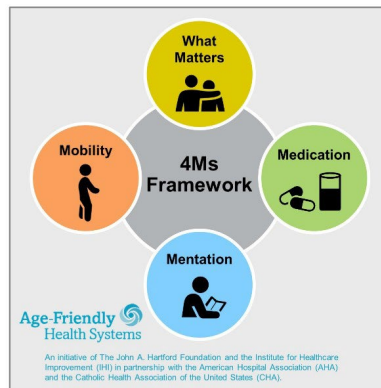 What
Matters
Mobility
4Ms
Framework
Medication
Mentation
Age-Friendly
Health Systems
An initiative of The John A. Hartford Foundation and the Institute for Healthcare
Improvement (IHI) in partnership with the American Hospital Association (AHA)
and the Catholic Health Association of the United States (CHA).